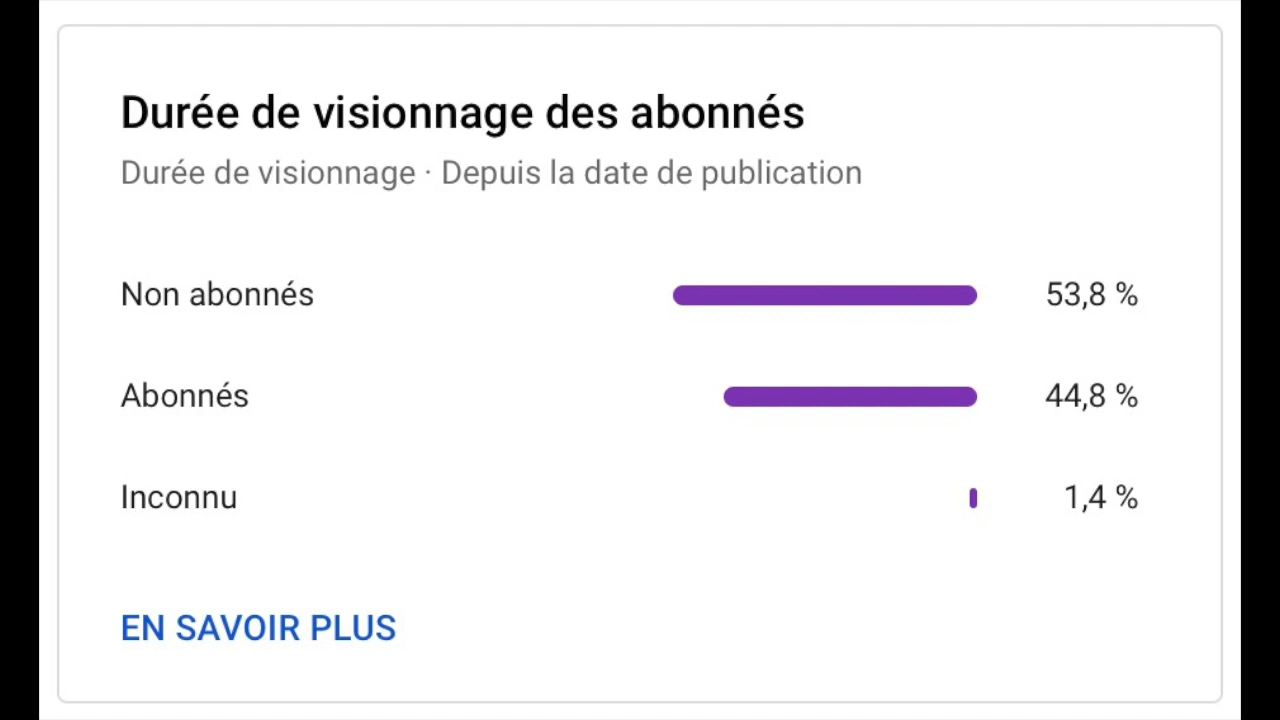 Durée de visionnage des abonnés
Durée de visionnage · Depuis la date de publication
Non abonnés 53,8 %
Abonnés 44,8 %
Inconnu 1,4 %
EN SAVOIR PLUS